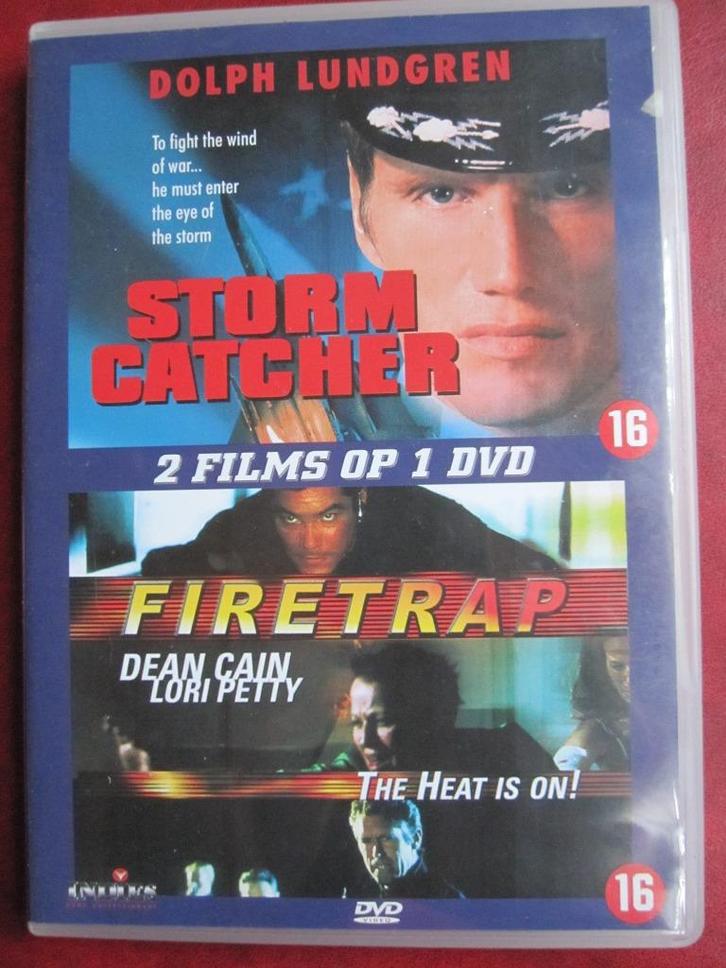 DOLPH LUNDGREN
To fight the wind
of war...
he must enter
the eye of
the storm
STORM
CATCHER
16
2 FILMS OP 1 DVD
FIRETRAP
DEAN CAIN
LORI PETTY
THE HEAT IS ON!
16
DVD
VIDEO